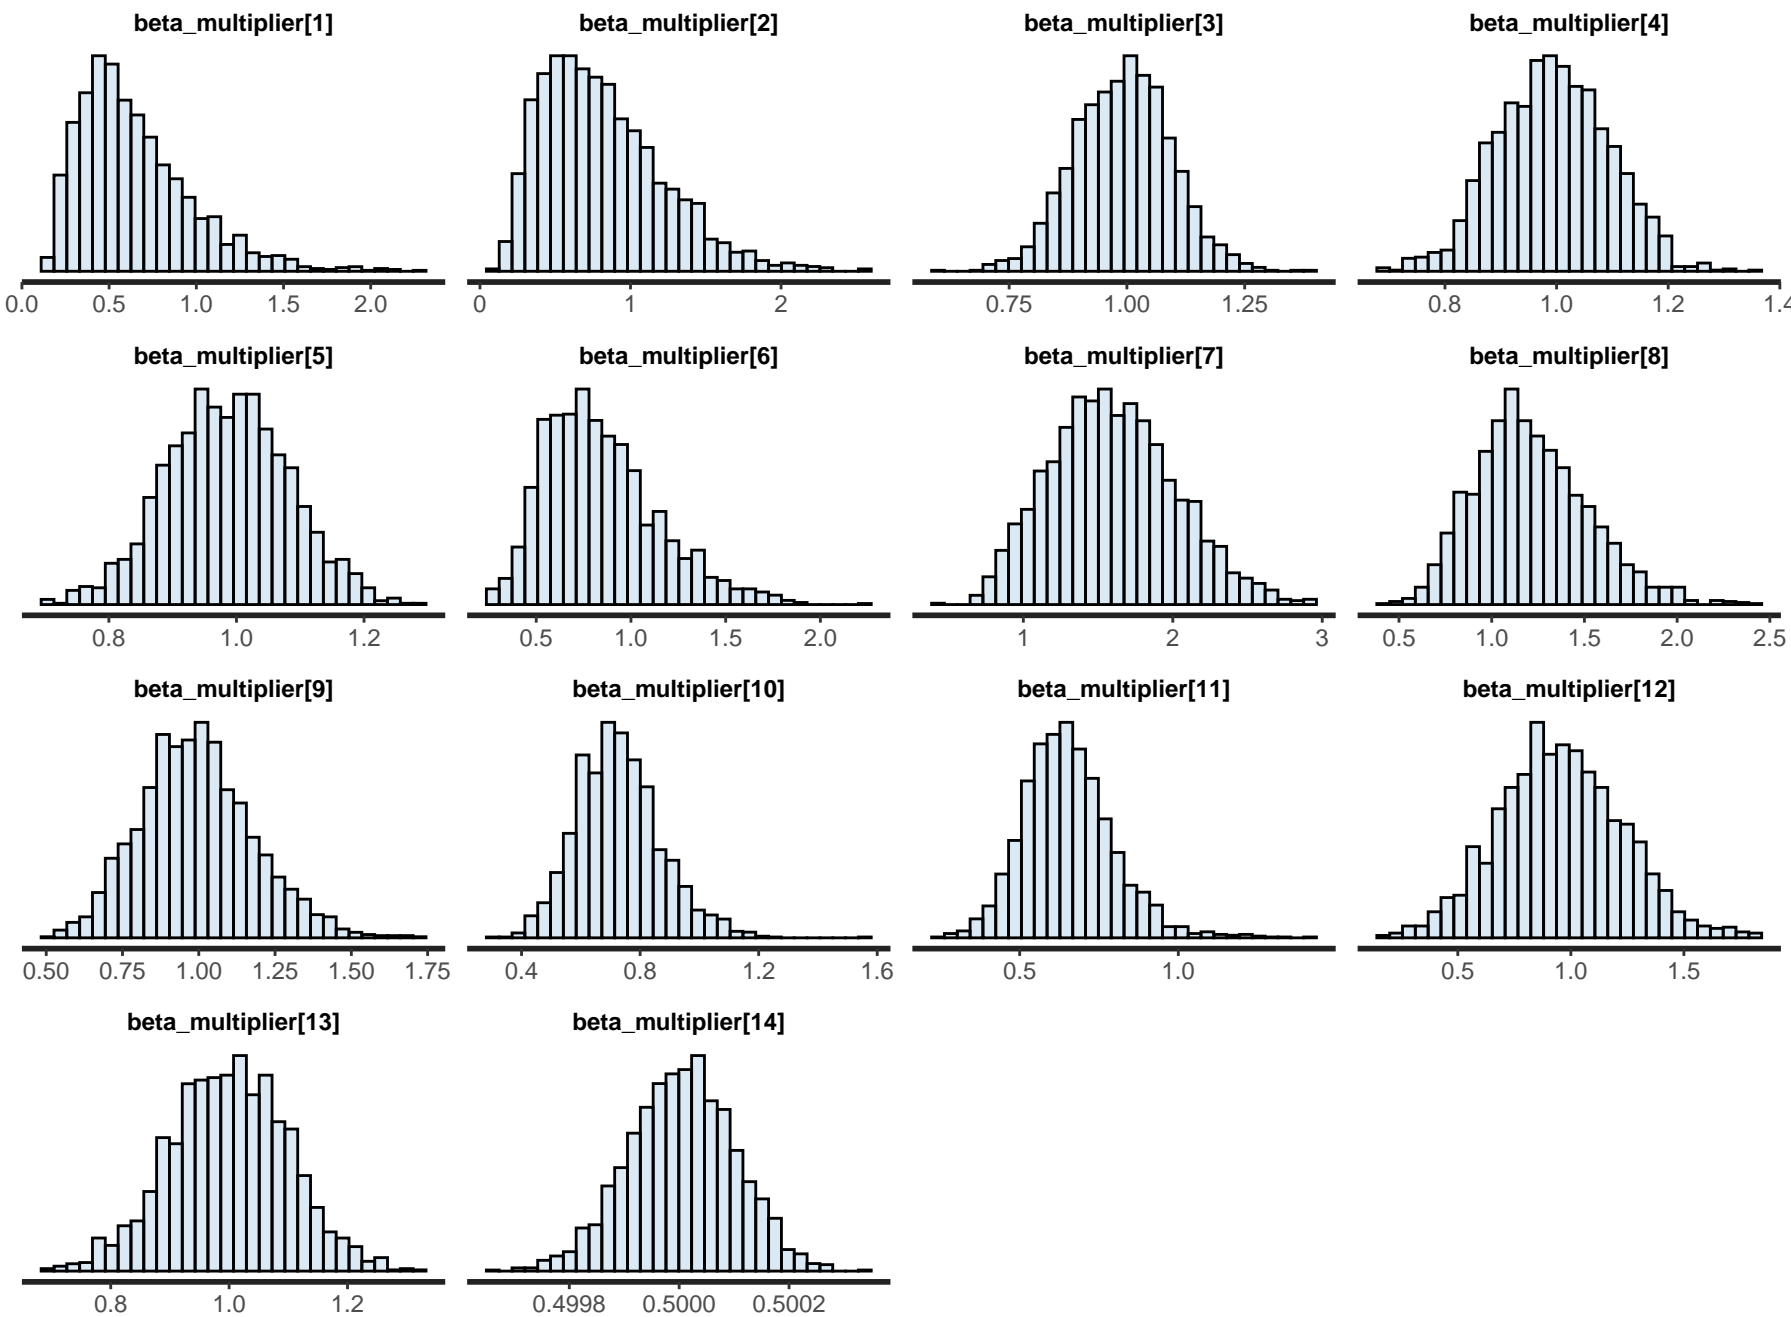 beta_multiplier[1] beta_multiplier[2] beta_multiplier[3] beta_multiplier[4]
0.0 0.5 1.0 1.5 2.0 0 1 2 0.75 1.00 1.25 0.8 1.0 1.2 1.4
beta_multiplier[5] beta_multiplier[6] beta_multiplier[7] beta_multiplier[8]
0.8 1.0 1.2 0.5 1.0 1.5 2.0 1 2 3 0.5 1.0 1.5 2.0 2.5
beta_multiplier[9] beta_multiplier[10] beta_multiplier[11] beta_multiplier[12]
0.50 0.75 1.00 1.25 1.50 1.75 0.4 0.8 1.2 1.6 0.5 1.0 0.5 1.0 1.5
beta_multiplier[13] beta_multiplier[14]
0.8 1.0 1.2 0.4998 0.5000 0.5002